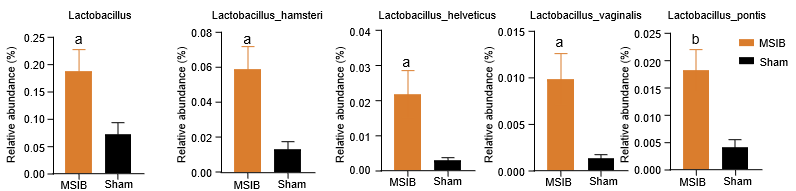 Lactobacillus
Relative abundance (%)
0.25
0.20
0.15
0.10
0.05
0.00
a
MSIB
Sham
Lactobacillus_hamsteri
Relative abundance (%)
0.08
0.06
0.04
0.02
0.00
a
MSIB
Sham
Lactobacillus_helveticus
Relative abundance (%)
0.04
0.03
0.02
0.01
0.00
a
MSIB
Sham
Lactobacillus_vaginalis
Relative abundance (%)
0.015
0.010
0.005
0.000
a
MSIB
Sham
Lactobacillus_pontis
Relative abundance (%)
0.025
0.020
0.015
0.010
0.005
0.000
b
MSIB
Sham
MSIB
Sham